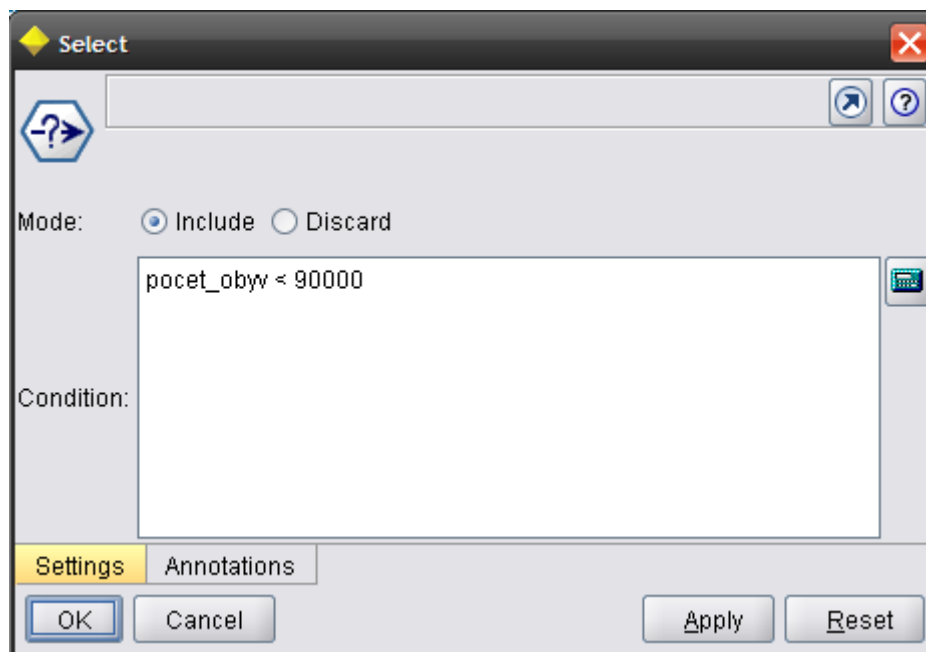 Select
Mode: Include Discard
pocet_obyv < 90000
Condition:
Settings Annotations
OK Cancel Apply Reset